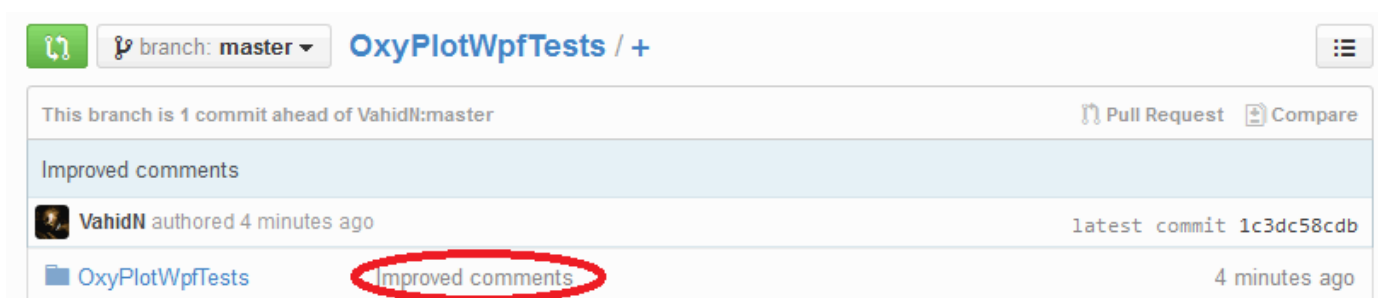 branch: master OxyPlotWpfTests / +
This branch is 1 commit ahead of VahidN:master Pull Request Compare
Improved comments
VahidN authored 4 minutes ago latest commit 1c3dc58cdb
OxyPlotWpfTests Improved comments 4 minutes ago